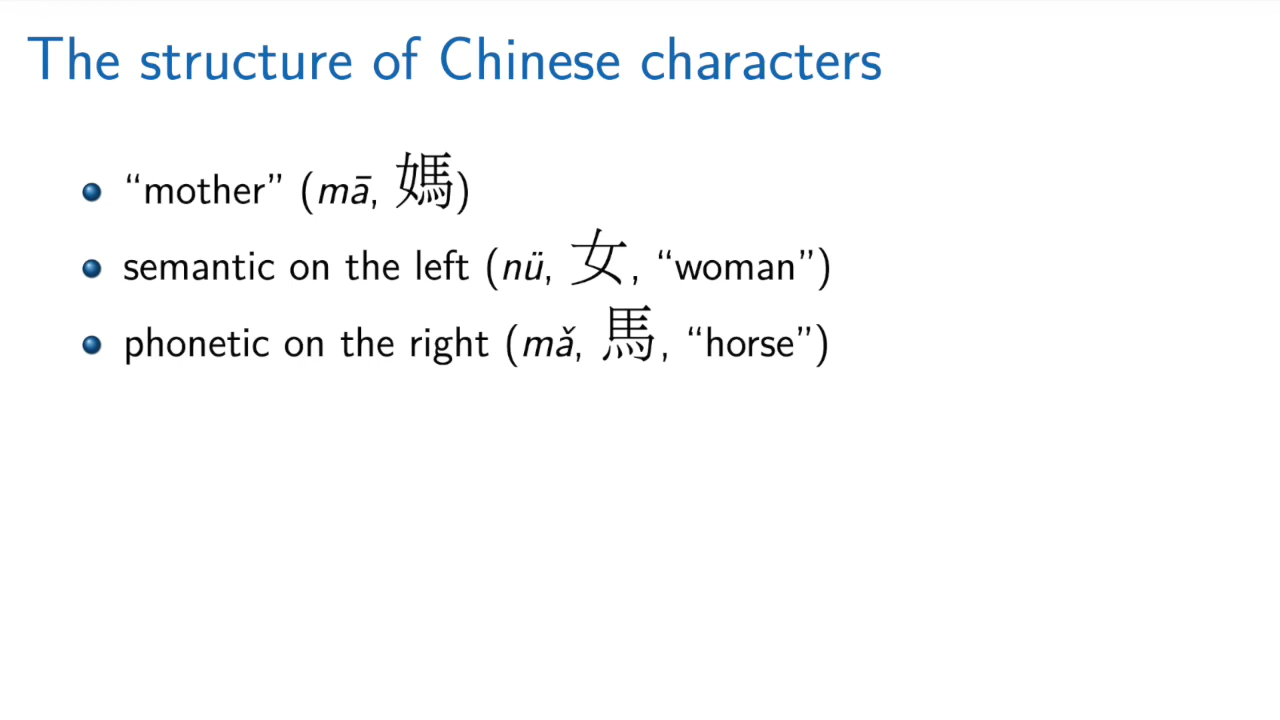 The structure of Chinese characters
“mother” (mā, 媽)
semantic on the left (nü, 女, “woman”)
phonetic on the right (mǎ, 馬, “horse”)